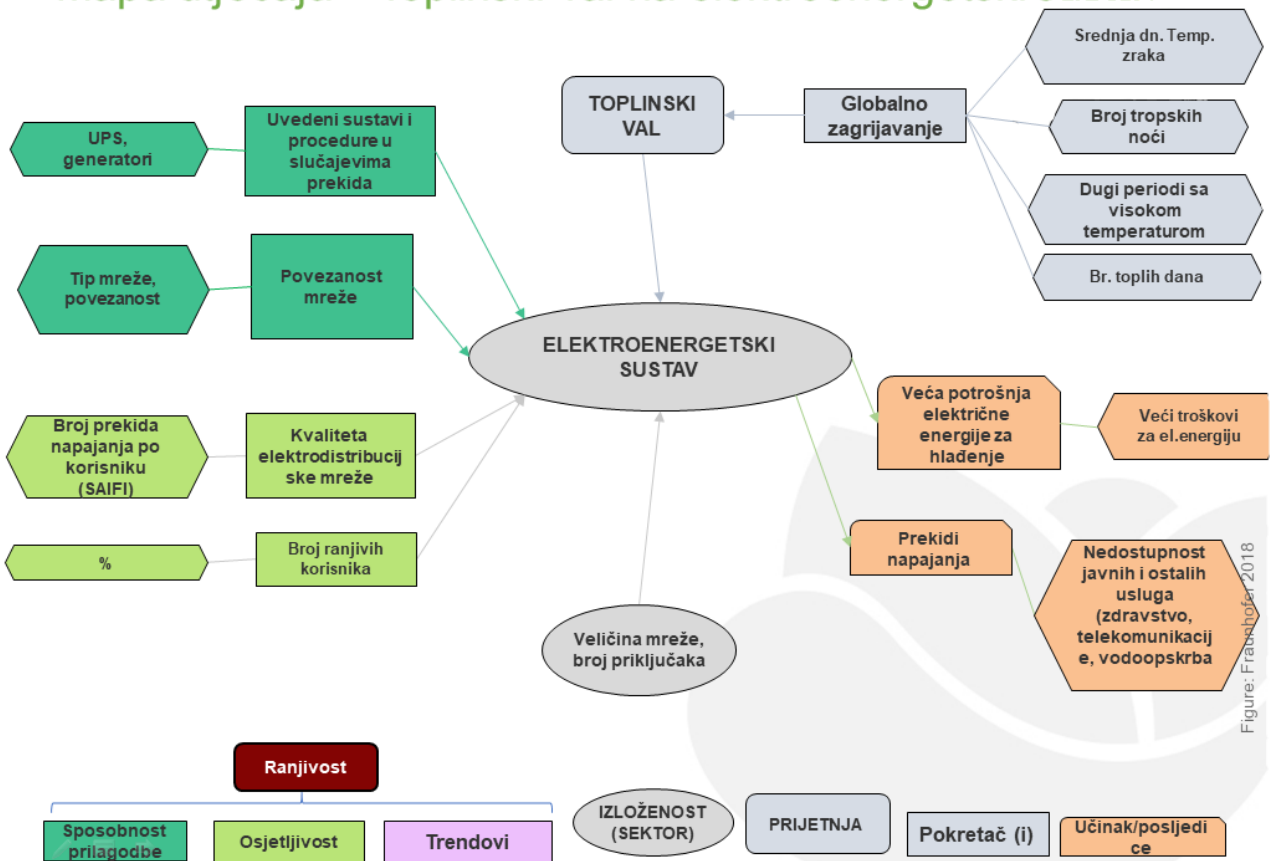 Srednja dn. Temp.
zraka
TOPLINSKI
VAL
Globalno
zagrijavanje
Broj tropskih
noći
UPS,
generatori
Uvedeni sustavi i
procedure u
slučajevima
prekida
Dugi periodi sa
visokom
temperaturom
Br. toplih dana
Tip mreže,
povezanost
Povezanost
mreže
ELEKTROENERGETSKI
SUSTAV
Veća potrošnja
električne
energije za
hlađenje
Veći troškovi
za el.energiju
Broj prekida
napajanja po
korisniku
(SAIFI)
Kvaliteta
elektrodistribucij
ske mreže
%
Broj ranjivih
korisnika
Prekidi
napajanja
Nedostupnost
javnih i ostalih
usluga
(zdravstvo,
telekomunikacij
e, vodoopskrba
Veličina mreže,
broj priključaka
Figure: Fraunhofer 2018
Ranjivost
Sposobnost
prilagodbe
Osjetljivost
Trendovi
IZLOŽENOST
(SEKTOR)
PRIJETNJA
Pokretač (i)
Učinak/posljedi
ce